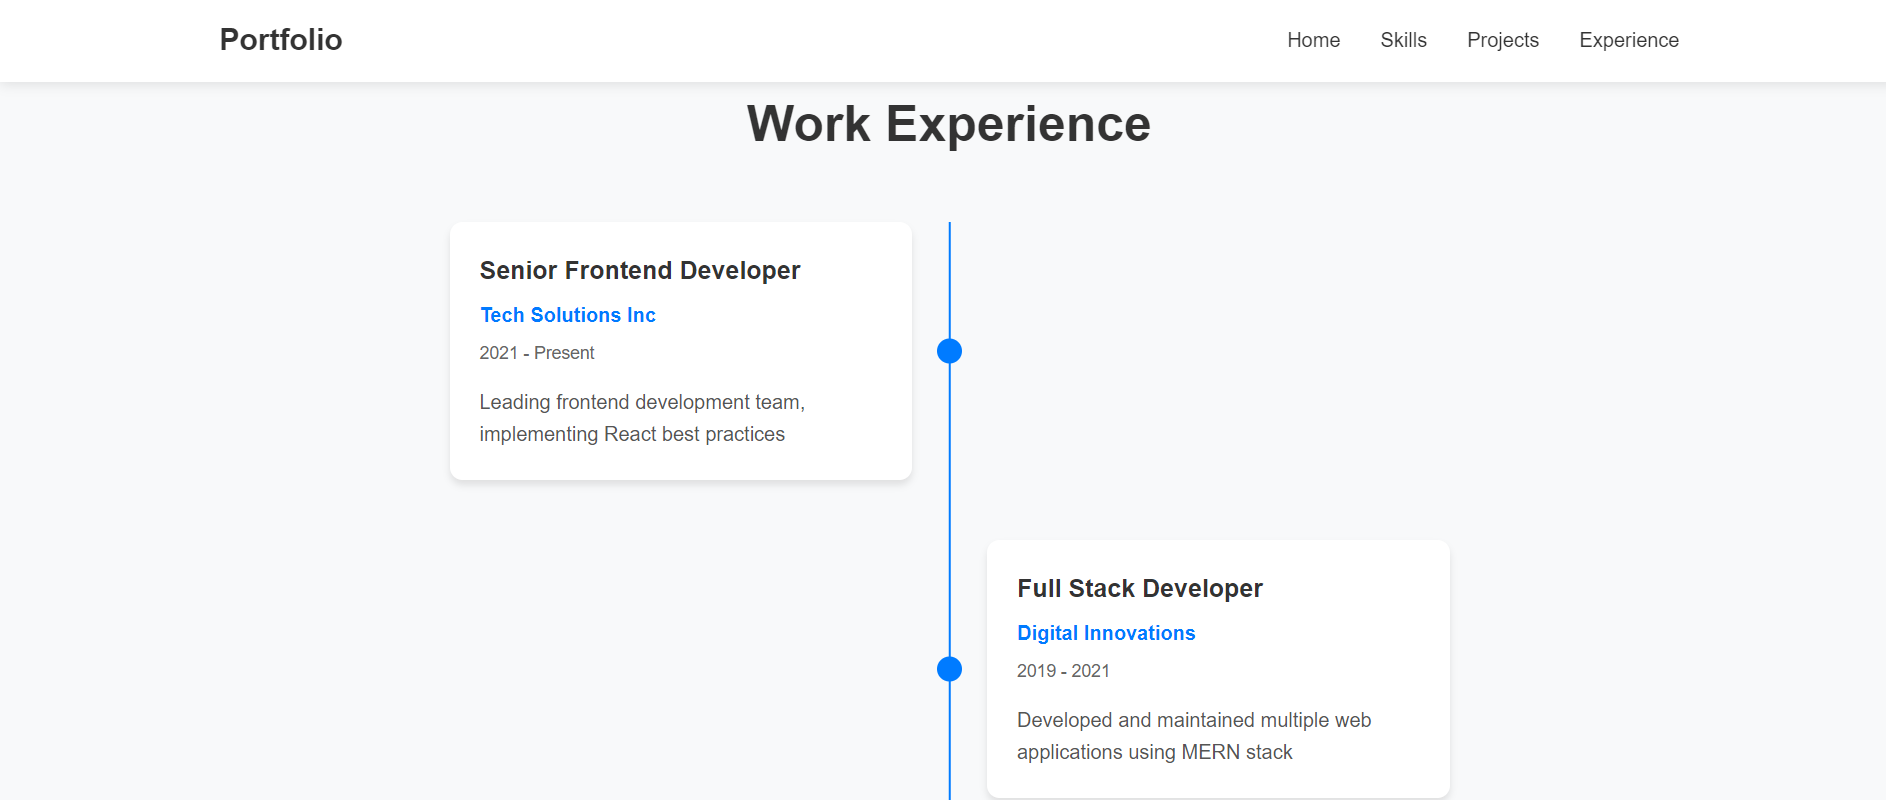 Portfolio
Home Skills Projects Experience
Work Experience
Senior Frontend Developer
Tech Solutions Inc
2021 - Present
Leading frontend development team,
implementing React best practices
Full Stack Developer
Digital Innovations
2019 - 2021
Developed and maintained multiple web
applications using MERN stack